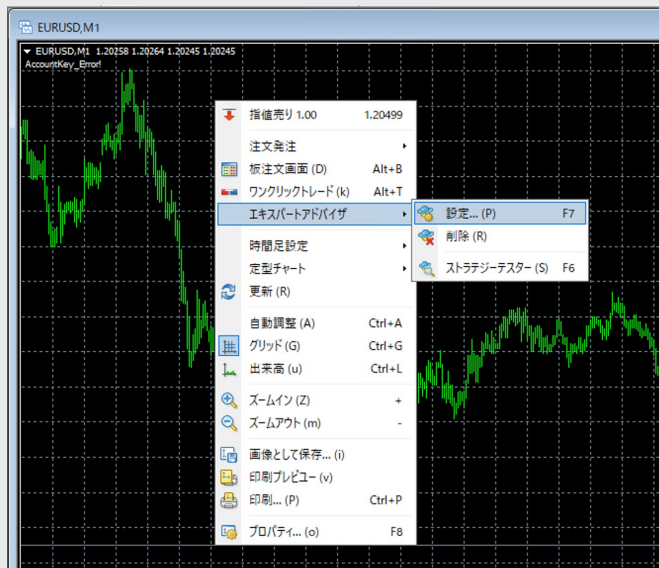 EURUSD,M1
EURUSD,M1 1.20258 1.20264 1.20245 1.20245
AccountKey_Error!
指値売り 1.00 1.20499
注文発注
板注文画面 (D) Alt+B
ワンクリックトレード (k) Alt+T
エキスパートアドバイザ
設定... (P) F7
削除 (R)
ストラテジーテスター (S) F6
時間足設定
定型チャート
更新 (R)
自動調整 (A) Ctrl+A
グリッド (G) Ctrl+G
出来高 (u) Ctrl+L
ズームイン (Z) +
ズームアウト (m) -
画像として保存... (i)
印刷プレビュー (v)
印刷... (P) Ctrl+P
プロパティ... (o) F8